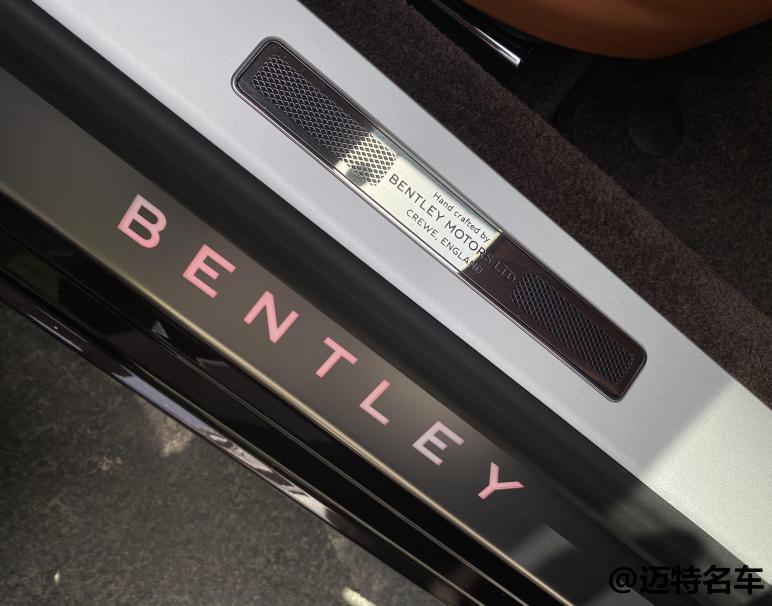 Hand crafted by
BENTLEY MOTORS LTD
CREWE, ENGLAND
BENTLEY
@迈特名车